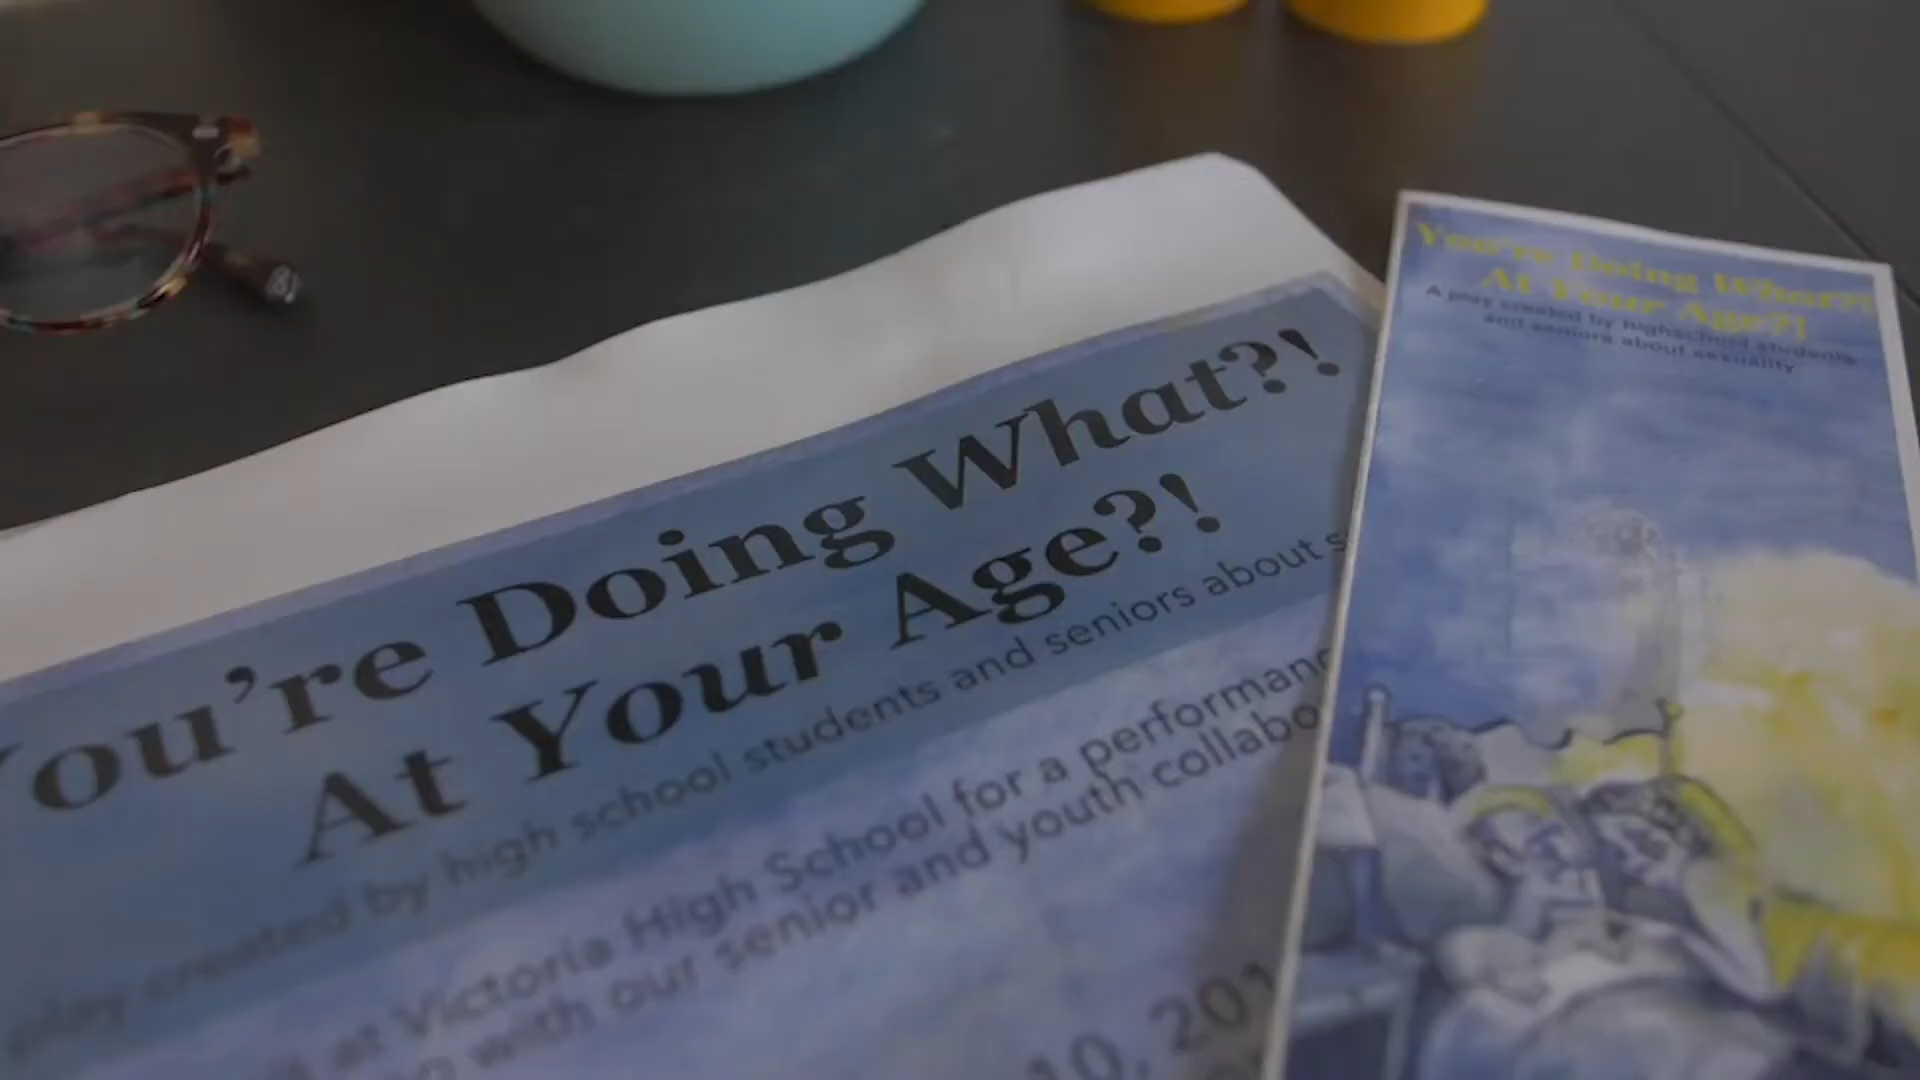 You're Doing What?!
At Your Age?!
play created by high school students and seniors about s
at Victoria High School for a performanc
with our senior and youth collabo
10, 201
You're Doing What?!
At Your Age?!
A play created by highschool students
and seniors about sexuality